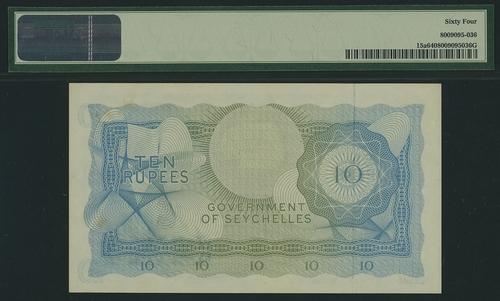 Sixty Four
8009095-036
15a6408009095036G
TEN
RUPEES
10
GOVERNMENT
OF SEYCHELLES
10 10 10 10 10